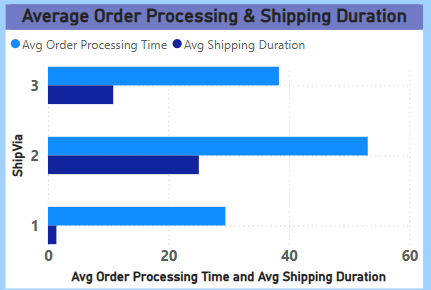 Average Order Processing & Shipping Duration
Avg Order Processing Time Avg Shipping Duration
3
2
1
ShipVia
0 20 40 60
Avg Order Processing Time and Avg Shipping Duration